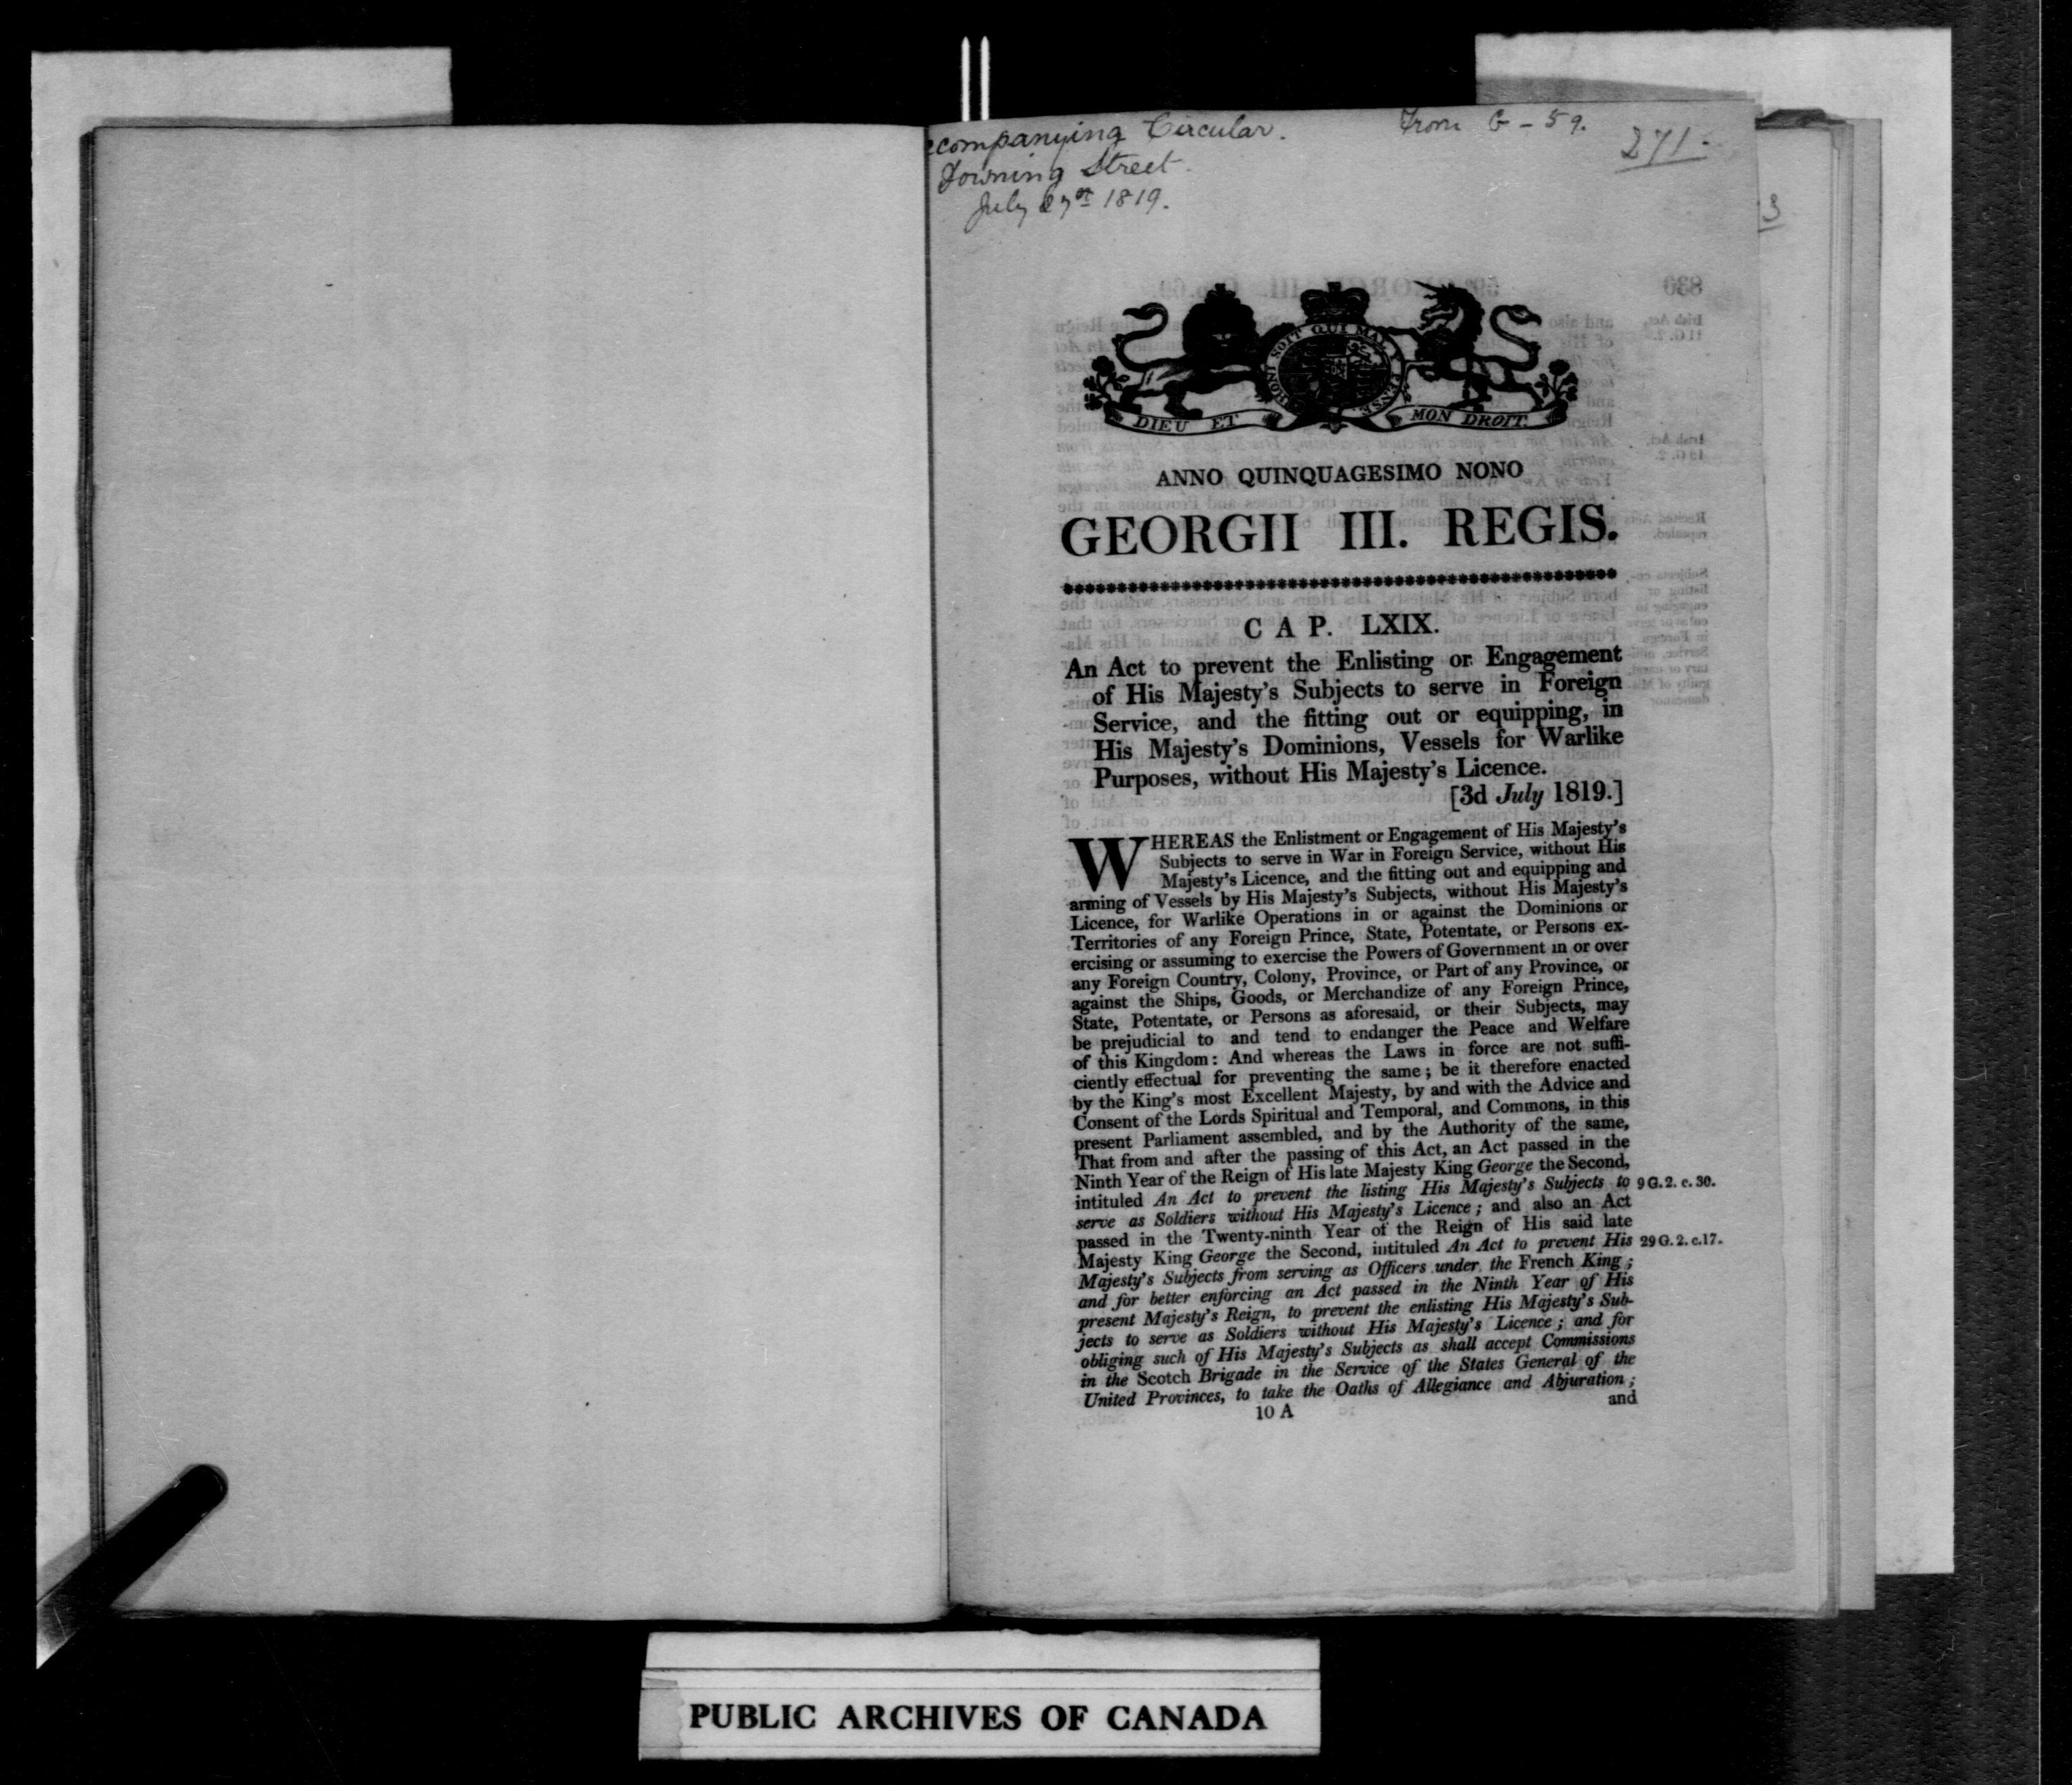 ccompanying Circular. From G - 59.
271.
Downing Street.
July 1819.
3
HONI SOIT QUI MAL Y PENSE
DIEU ET MON DROIT.
ANNO QUINQUAGESIMO NONO
GEORGII III. REGIS.
CAP. LXIX.
An Act to prevent the Enlisting or Engagement
of His Majesty's Subjects to serve in Foreign
Service, and the fitting out or equipping, in
His Majesty's Dominions, Vessels for Warlike
Purposes, without His Majesty's Licence.
[3d July 1819.]
WHEREAS the Enlistment or Engagement of His Majesty's
Subjects to serve in War in Foreign Service, without His
Majesty's Licence, and the fitting out and equipping and
arming of Vessels by His Majesty's Subjects, without His Majesty's
Licence, for Warlike Operations in or against the Dominions or
Territories of any Foreign Prince, State, Potentate, or Persons ex-
ercising or assuming to exercise the Powers of Government in or over
any Foreign Country, Colony, Province, or Part of any Province, or
against the Ships, Goods, or Merchandize of any Foreign Prince,
State, Potentate, or Persons as aforesaid, or their Subjects, may
be prejudicial to and tend to endanger the Peace and Welfare
of this Kingdom: And whereas the Laws in force are not suffi-
ciently effectual for preventing the same; be it therefore enacted
by the King's most Excellent Majesty, by and with the Advice and
Consent of the Lords Spiritual and Temporal, and Commons, in this
present Parliament assembled, and by the Authority of the same,
That from and after the passing of this Act, an Act passed in the
Ninth Year of the Reign of His late Majesty King George the Second,
intituled An Act to prevent the listing His Majesty's Subjects to 9 G. 2. c. 30.
serve as Soldiers without His Majesty's Licence; and also an Act
passed in the Twenty-ninth Year of the Reign of His said late
Majesty King George the Second, intituled An Act to prevent His 29 G. 2. c.17.
Majesty's Subjects from serving as Officers under the French King;
and for better enforcing an Act passed in the Ninth Year of His
present Majesty's Reign, to prevent the enlisting His Majesty's Sub-
jects to serve as Soldiers without His Majesty's Licence; and for
obliging such of His Majesty's Subjects as shall accept Commissions
in the Scotch Brigade in the Service of the States General of the
United Provinces, to take the Oaths of Allegiance and Abjuration;
10 A and
PUBLIC ARCHIVES OF CANADA